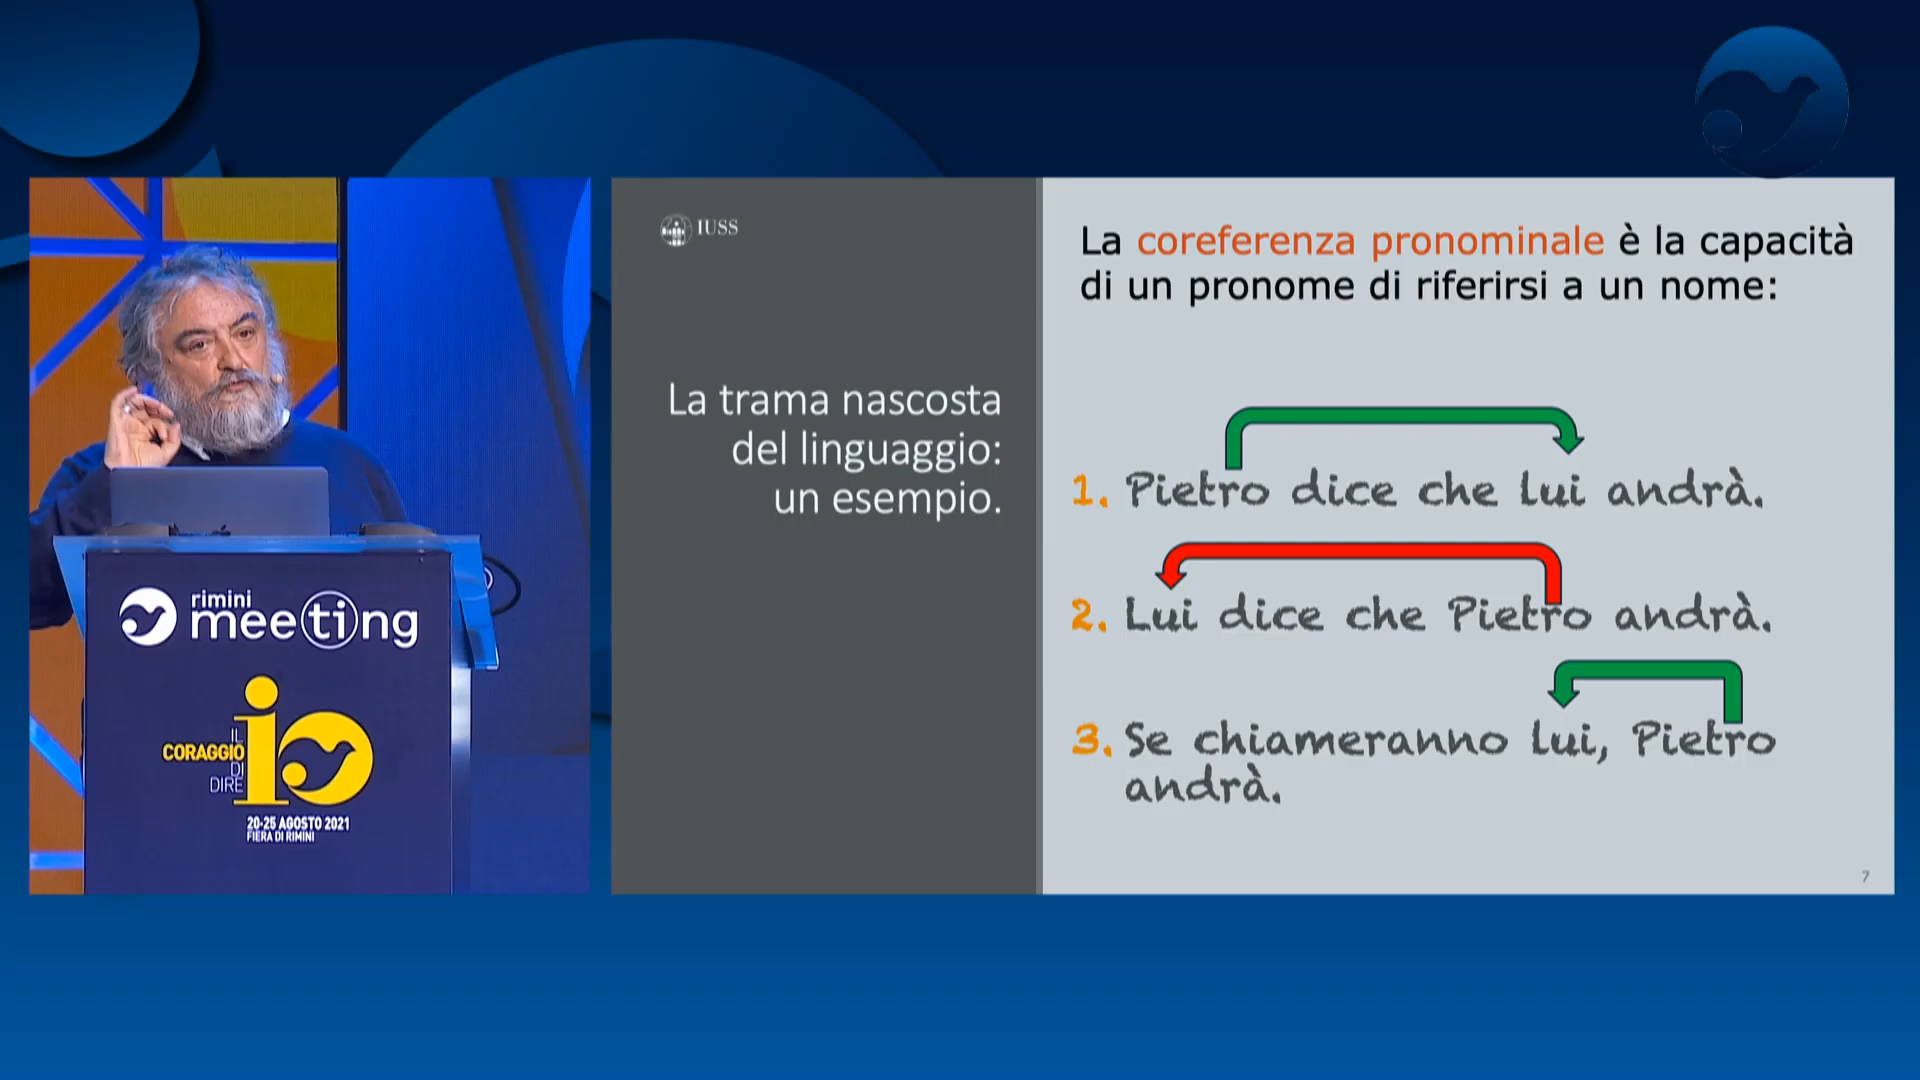 IUSS
La trama nascosta
del linguaggio:
un esempio.
La coreferenza pronominale è la capacità
di un pronome di riferirsi a un nome:
1. Pietro dice che lui andrà.
2. Lui dice che Pietro andrà.
3. Se chiameranno lui, Pietro
andrà.
7
rimini
meeting
io
IL
CORAGGIO
DI
DIRE
20-25 AGOSTO 2021
FIERA DI RIMINI